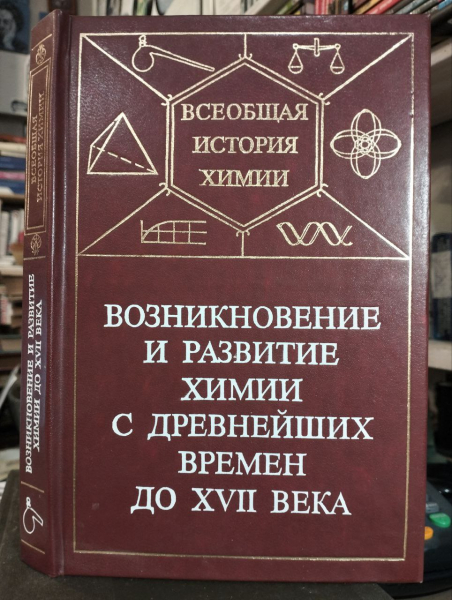 ВСЕОБЩАЯ
ИСТОРИЯ
ХИМИИ
ВОЗНИКНОВЕНИЕ
И РАЗВИТИЕ
ХИМИИ
С ДРЕВНЕЙШИХ
ВРЕМЕН
ДО XVII ВЕКА
ВСЕОБЩАЯ
ИСТОРИЯ ХИМИИ
ВОЗНИКНОВЕНИЕ И РАЗВИТИЕ
ХИМИИ ДО XVII ВЕКА